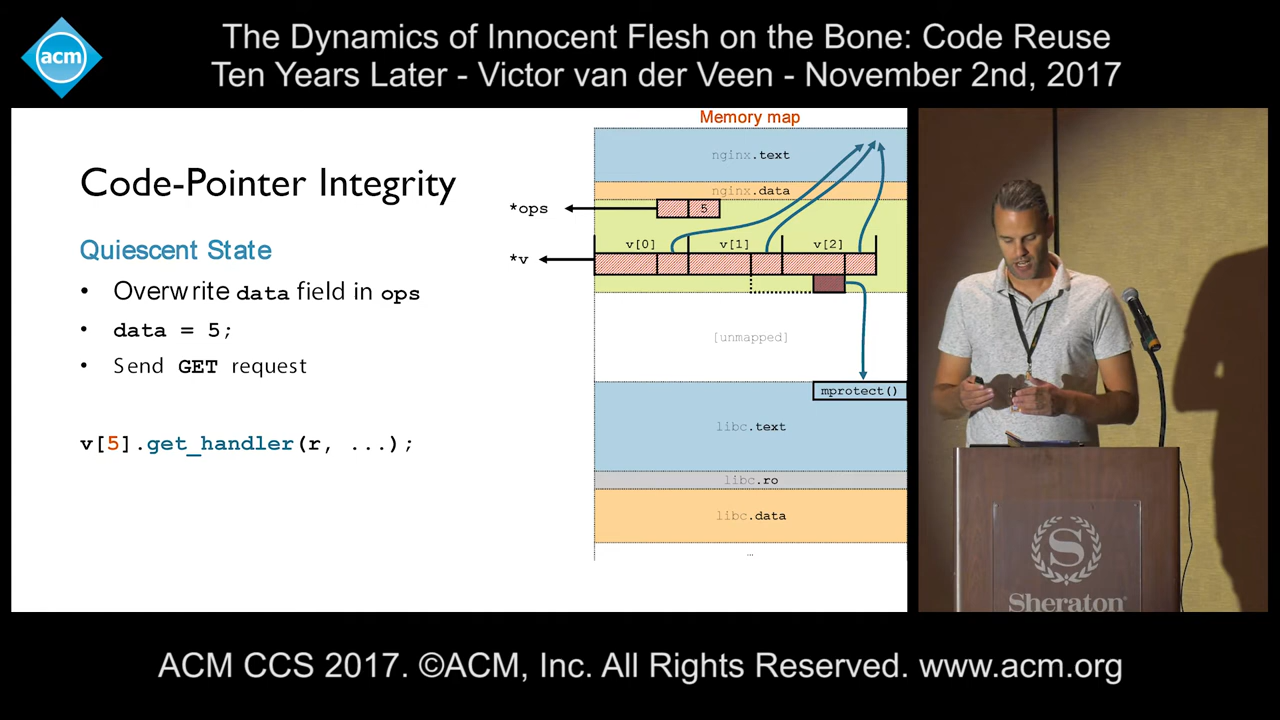 acm
The Dynamics of Innocent Flesh on the Bone: Code Reuse
Ten Years Later - Victor van der Veen - November 2nd, 2017
Code-Pointer Integrity
Quiescent State
• Overwrite data field in ops
• data = 5;
• Send GET request
v[5].get_handler(r, ...);
Memory map
nginx.text
nginx.data
*ops
5
v[0] v[1] v[2]
*v
[unmapped]
mprotect()
libc.text
libc.ro
libc.data
…
S
Sheraton®
ACM CCS 2017. ©ACM, Inc. All Rights Reserved. www.acm.org